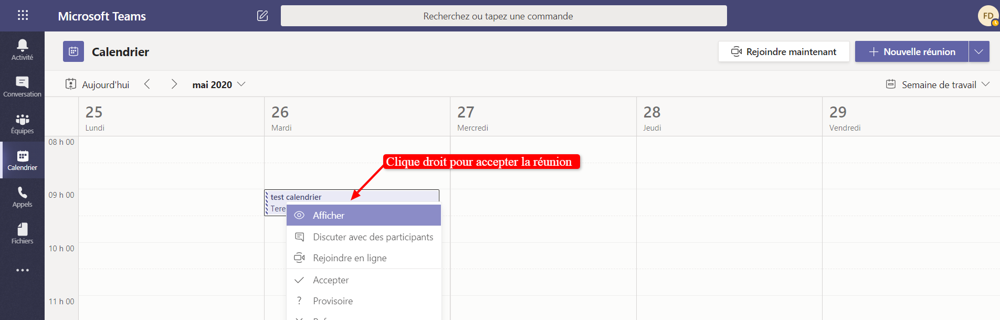 Microsoft Teams
Recherchez ou tapez une commande
FD
Activité
Conversation
Équipes
Calendrier
Appels
Fichiers
Calendrier
Rejoindre maintenant
Nouvelle réunion
Aujourd'hui
mai 2020
Semaine de travail
25
Lundi
26
Mardi
27
Mercredi
28
Jeudi
29
Vendredi
08 h 00
09 h 00
10 h 00
11 h 00
Clique droit pour accepter la réunion
test calendrier
Tere
Afficher
Discuter avec des participants
Rejoindre en ligne
Accepter
? Provisoire